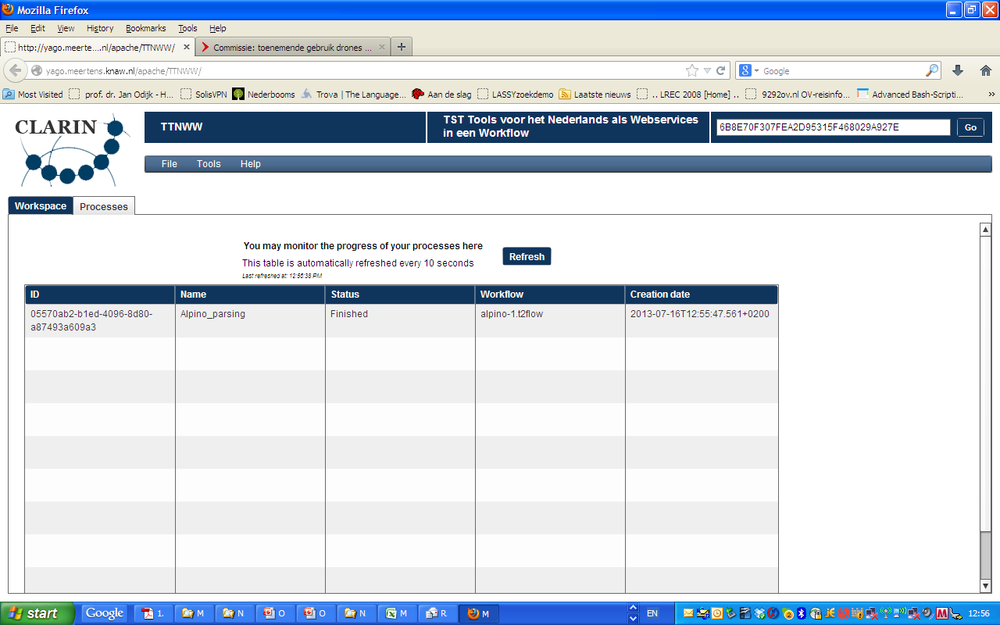 Mozilla Firefox
File Edit View History Bookmarks Tools Help
http://yago.meerte....nl/apache/TTNWW/ Commissie: toenemende gebruik drones ...
yago.meertens.knaw.nl/apache/TTNWW/ Google
Most Visited prof. dr. Jan Odijk - H... SolisVPN Nederbooms Trova | The Language... Aan de slag LASSYzoekdemo Laatste nieuws .. LREC 2008 [Home] .. 9292ov.nl OV-reisinfo... Advanced Bash-Scripti... »
CLARIN
TTNWW
TST Tools voor het Nederlands als Webservices
in een Workflow
6B8E70F307FEA2D95315F468029A927E Go
File Tools Help
Workspace Processes
You may monitor the progress of your processes here
This table is automatically refreshed every 10 seconds
Refresh
Last refreshed at: 12:56:38 PM
ID Name Status Workflow Creation date
05570ab2-b1ed-4096-8d80- Alpino_parsing Finished alpino-1.t2flow 2013-07-16T12:55:47.561+0200
a87493a609a3
start Google 1. M N O O N M R M EN 12:56